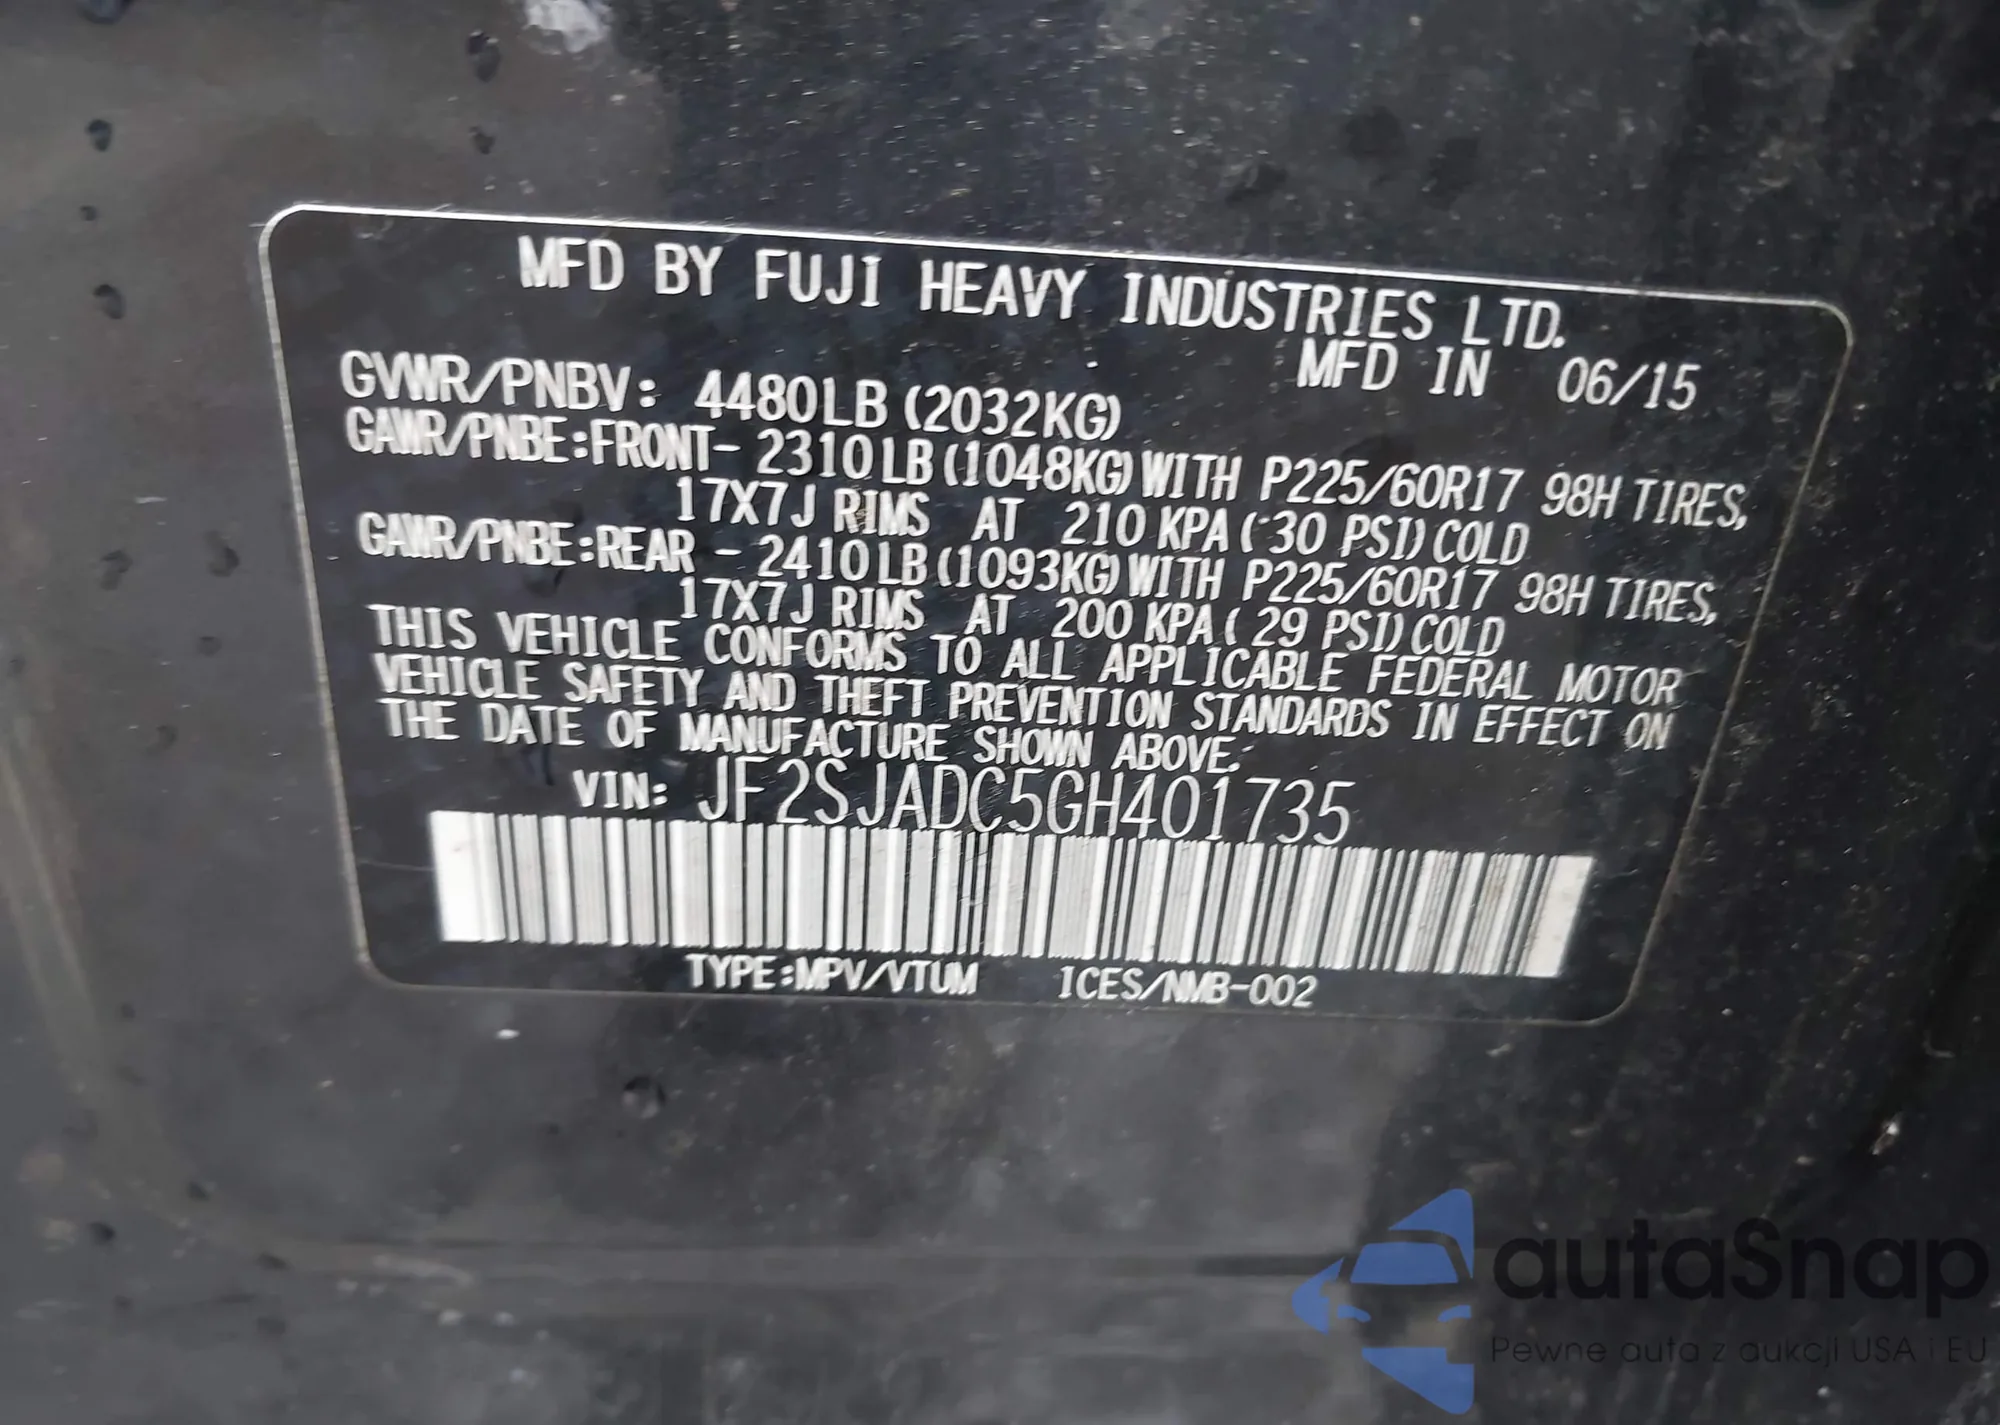 MFD BY FUJI HEAVY INDUSTRIES LTD.
MFD IN 06/15
GVWR/PNBV: 4480LB (2032KG)
GAWR/PNBE:FRONT- 2310LB (1048KG) WITH P225/60R17 98H TIRES,
17X7J RIMS AT 210 KPA ( 30 PSI) COLD
GAWR/PNBE:REAR - 2410LB (1093KG) WITH P225/60R17 98H TIRES,
17X7J RIMS AT 200 KPA ( 29 PSI) COLD
THIS VEHICLE CONFORMS TO ALL APPLICABLE FEDERAL MOTOR
VEHICLE SAFETY AND THEFT PREVENTION STANDARDS IN EFFECT ON
THE DATE OF MANUFACTURE SHOWN ABOVE.
VIN: JF2SJADC5GH401735
TYPE:MPV/VTUM ICES/NMB-002
autaSnap
Pewne auta z aukcji USA i EU